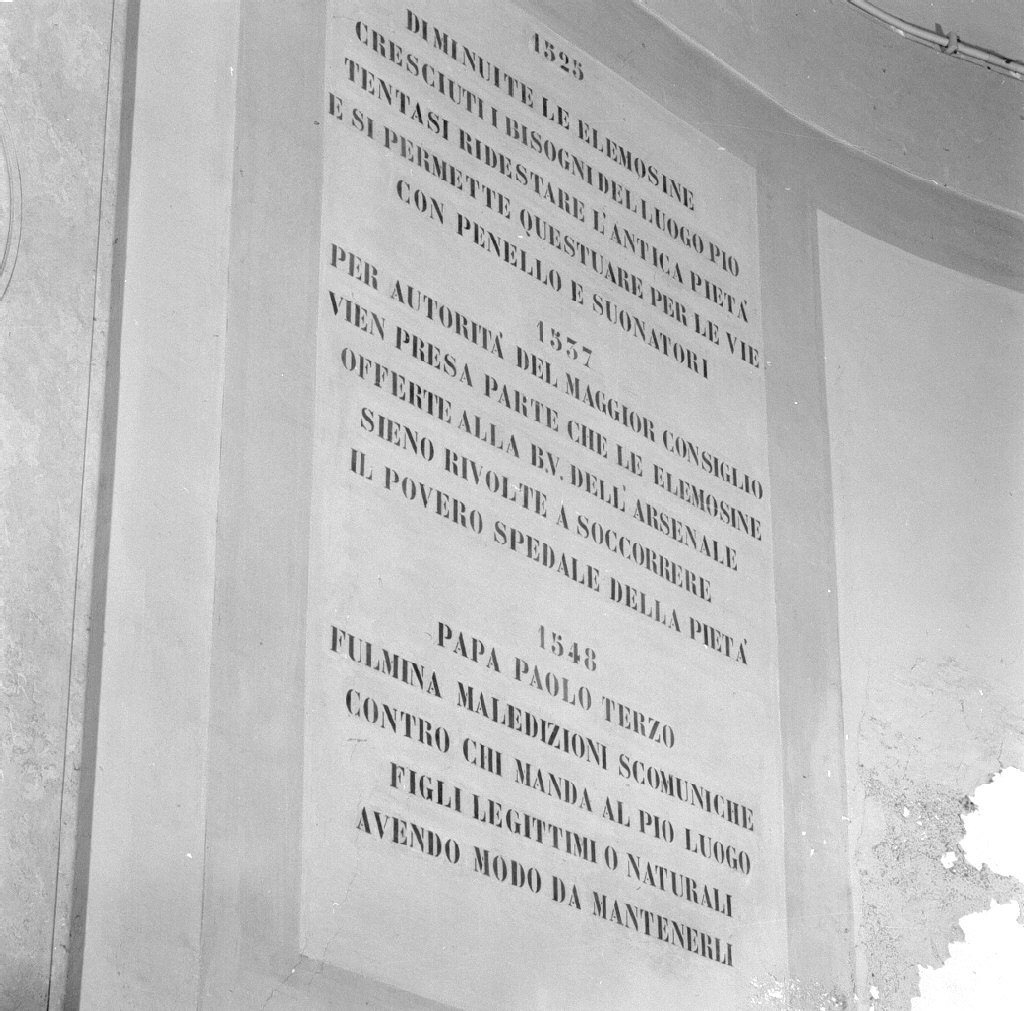 1525
DIMINUITE LE ELEMOSINE
CRESCIUTI I BISOGNI DEL LUOGO PIO
TENTASI RIDESTARE L'ANTICA PIETÀ
E SI PERMETTE QUESTUARE PER LE VIE
CON PENELLO E SUONATORI
1537
PER AUTORITÀ DEL MAGGIOR CONSIGLIO
VIEN PRESA PARTE CHE LE ELEMOSINE
OFFERTE ALLA B.V. DELL'ARSENALE
SIENO RIVOLTE A SOCCORRERE
IL POVERO SPEDALE DELLA PIETÀ
1548
PAPA PAOLO TERZO
FULMINA MALEDIZIONI SCOMUNICHE
CONTRO CHI MANDA AL PIO LUOGO
FIGLI LEGITTIMI O NATURALI
AVENDO MODO DA MANTENERLI